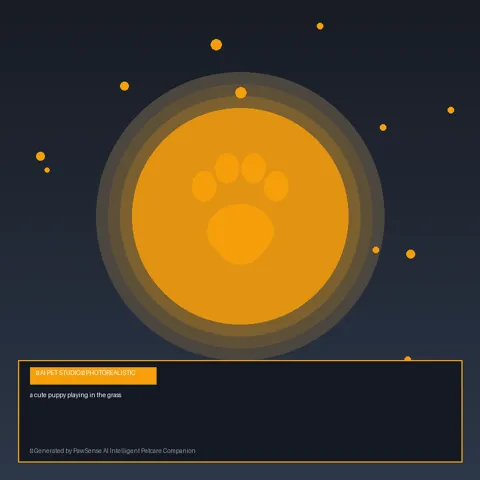 AI PET STUDIO PHOTOREALISTIC
a cute puppy playing in the grass
Generated by PawSense AI Intelligent Petcare Companion